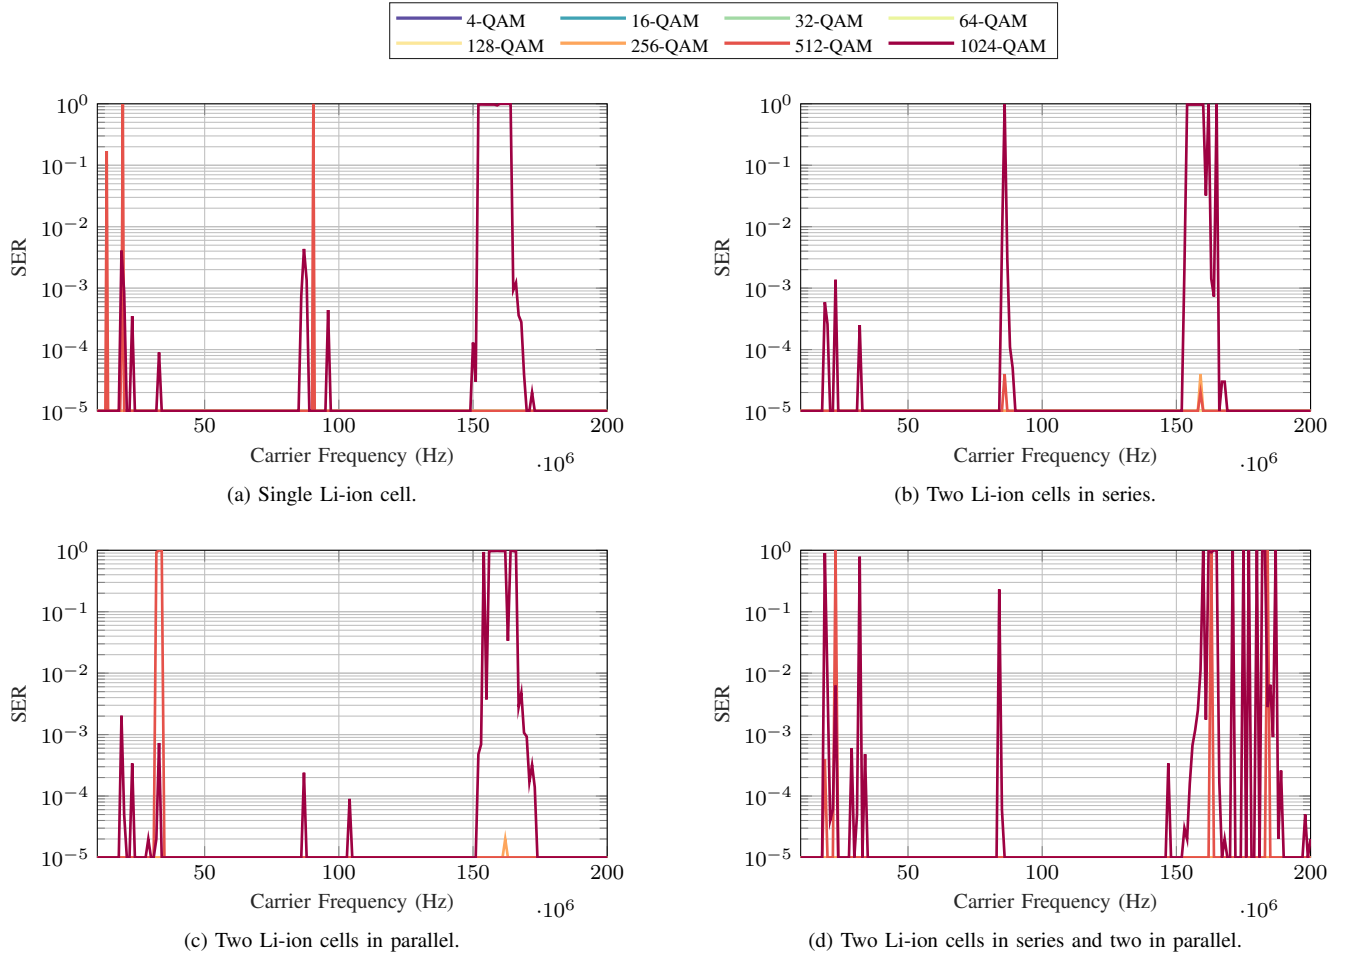 4-QAM 16-QAM 32-QAM 64-QAM
128-QAM 256-QAM 512-QAM 1024-QAM
10^0
10^-1
10^-2
10^-3
10^-4
10^-5
SER
50 100 150 200
Carrier Frequency (Hz)
·10^6
(a) Single Li-ion cell.
10^0
10^-1
10^-2
10^-3
10^-4
10^-5
SER
50 100 150 200
Carrier Frequency (Hz)
·10^6
(b) Two Li-ion cells in series.
10^0
10^-1
10^-2
10^-3
10^-4
10^-5
SER
50 100 150 200
Carrier Frequency (Hz)
·10^6
(c) Two Li-ion cells in parallel.
10^0
10^-1
10^-2
10^-3
10^-4
10^-5
SER
50 100 150 200
Carrier Frequency (Hz)
·10^6
(d) Two Li-ion cells in series and two in parallel.